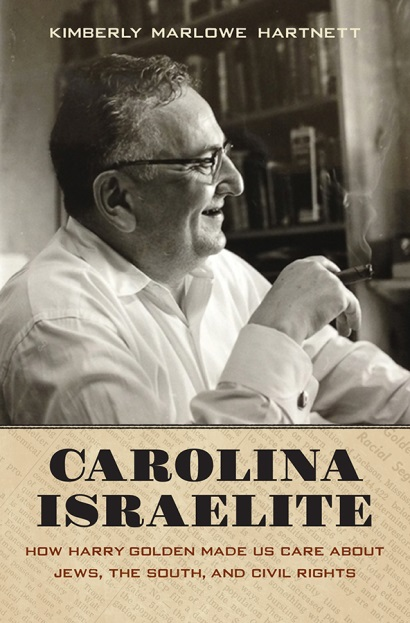 KIMBERLY MARLOWE HARTNETT
CAROLINA
ISRAELITE
HOW HARRY GOLDEN MADE US CARE ABOUT
JEWS, THE SOUTH, AND CIVIL RIGHTS